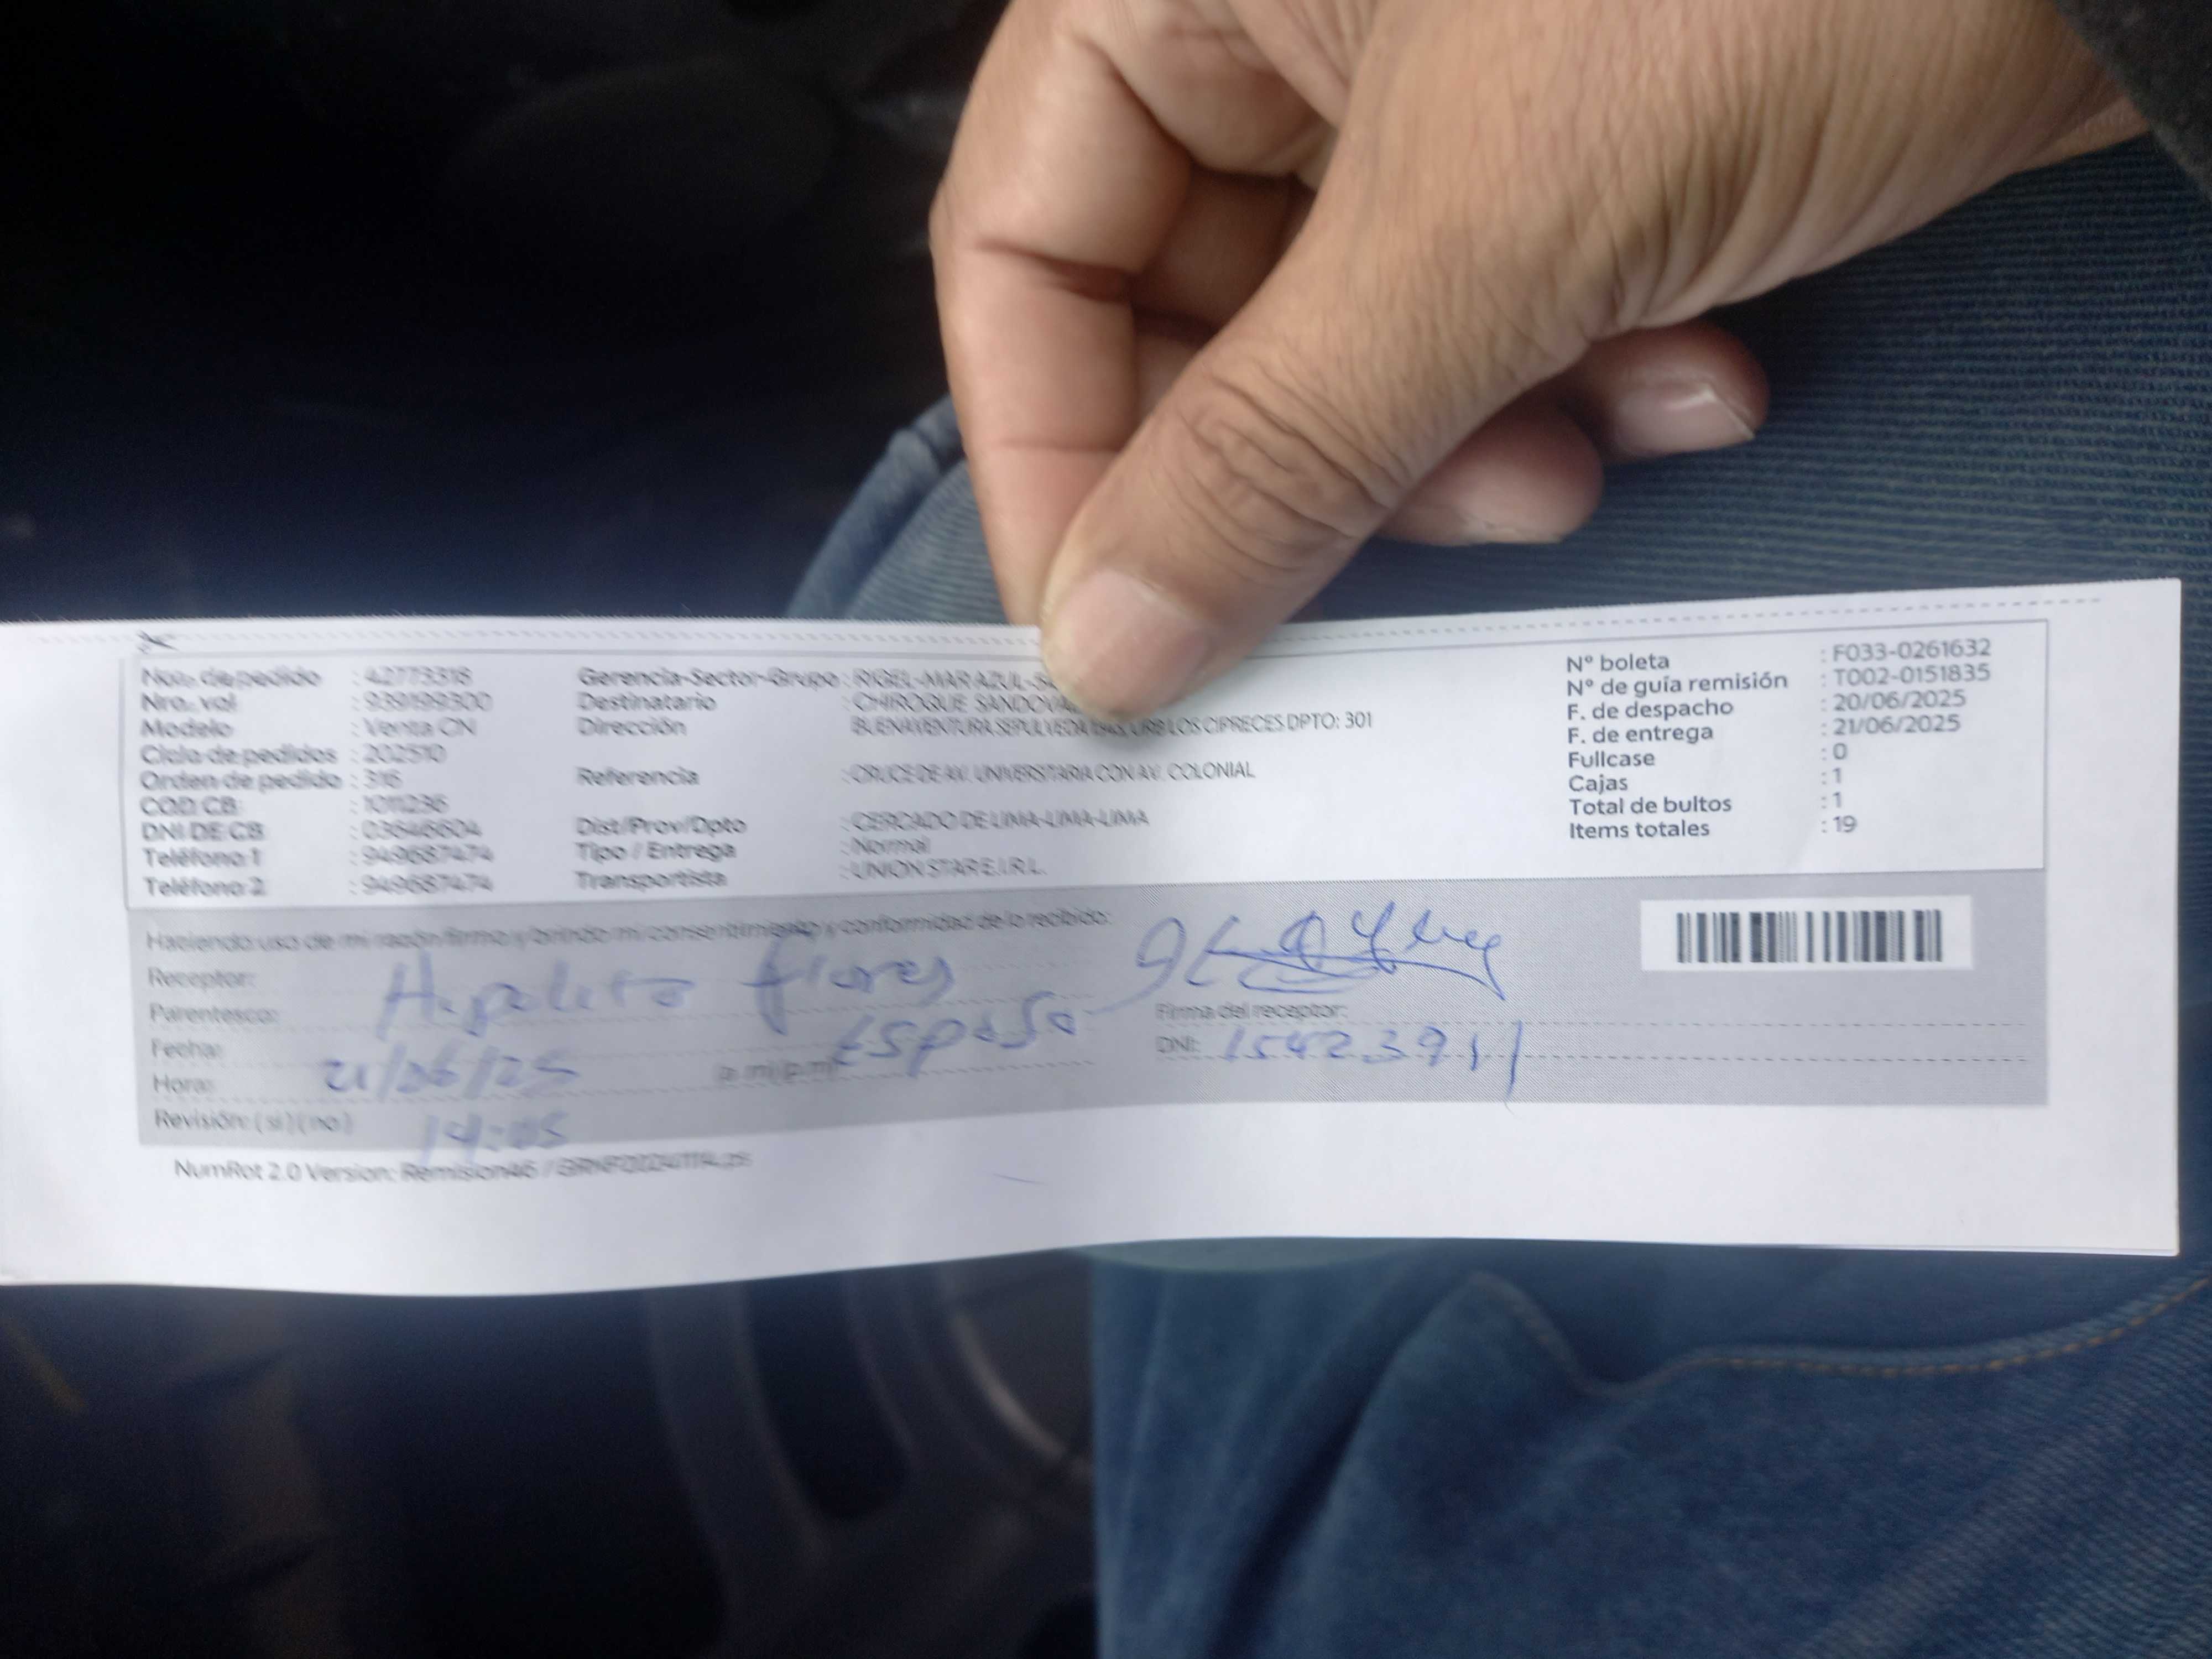 Nro. de pedido : 42773316
Nro. vol : 939199300
Modelo : Venta CN
Ciclo de pedidos : 202510
Orden de pedido : 316
COD CB : 1011236
DNI DE CB : 03646604
Teléfono 1 : 949687474
Teléfono 2 : 949687474
Gerencia-Sector-Grupo : RIGEL-MAR AZUL-
Destinatario : CHIROQUE SANDOVAL
Dirección BUENAVENTURA SEPULVEDA URB LOS CIPRECES DPTO: 301
Referencia : CRUCE DE AV. UNIVERSTARIA CON AV. COLONIAL
Dist/Prov/Dpto : CERCADO DE LIMA-LIMA-LIMA
Tipo / Entrega : Normal
Transportista : UNION STAR E.I.R.L.
N° boleta : F033-0261632
N° de guía remisión : T002-0151835
F. de despacho : 20/06/2025
F. de entrega : 21/06/2025
Fullcase : 0
Cajas : 1
Total de bultos : 1
Items totales : 19
Haciendo uso de mi razón/firma y brindo mi consentimiento y conformidad de lo recibido:
Receptor: Hipolito flores
Parentesco: Esposo
Fecha: 21/06/25
Hora: 14:05 (a.m) (p.m)
Revisión: ( si ) ( no )
Firma del receptor:
DNI: 15423911
NumRot 2.0 Version: Remision46 /